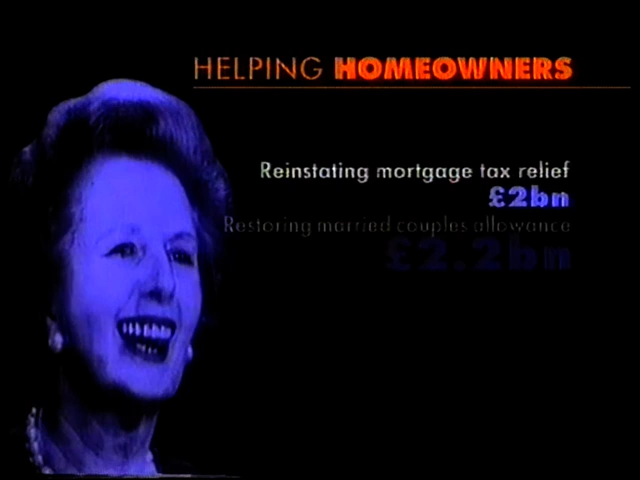 HELPING HOMEOWNERS
Reinstating mortgage tax relief
£2bn
Restoring married couples allowance
£2.2bn